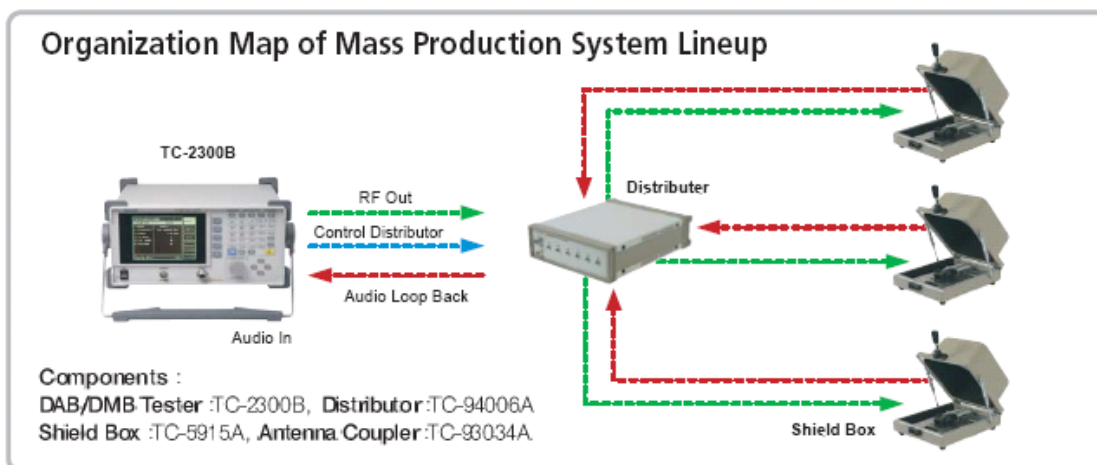 Organization Map of Mass Production System Lineup
TC-2300B
RF Out
Control Distributor
Audio Loop Back
Audio In
Distributer
Shield Box
Components :
DAB/DMB Tester :TC-2300B, Distributor:TC-94006A
Shield Box :TC-5915A, Antenna Coupler:TC-93034A.